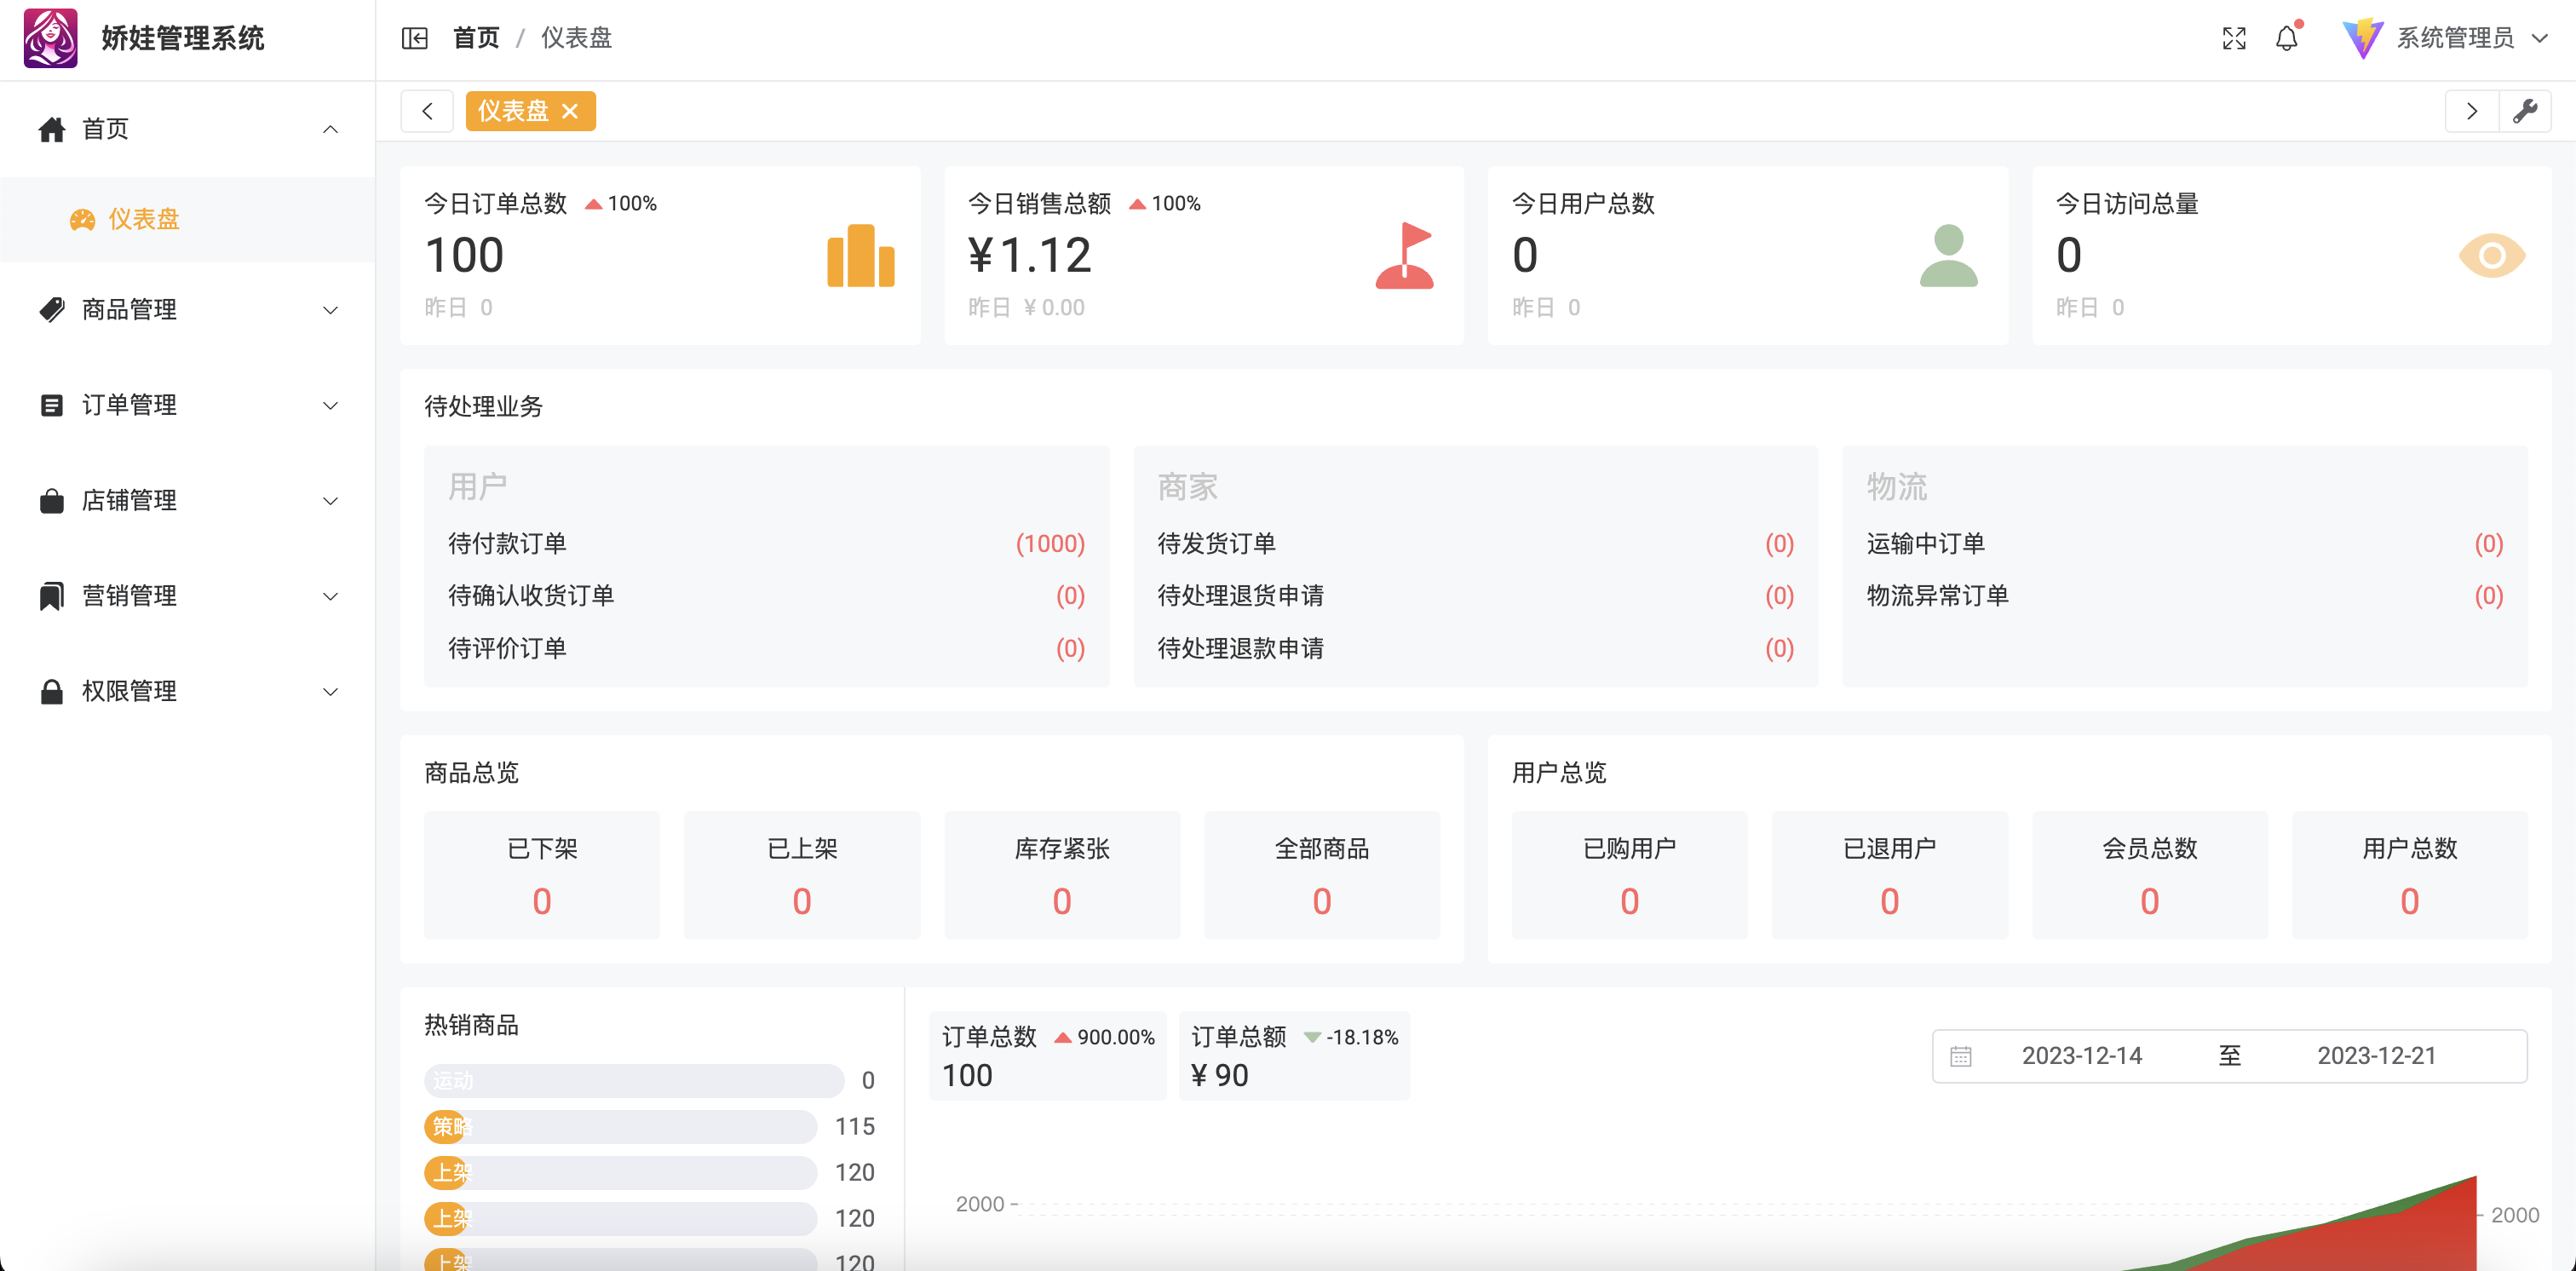 娇娃管理系统
首页 / 仪表盘
系统管理员
首页
仪表盘
商品管理
订单管理
店铺管理
营销管理
权限管理
仪表盘
今日订单总数 100%
100
昨日 0
今日销售总额 100%
¥1.12
昨日 ¥0.00
今日用户总数
0
昨日 0
今日访问总量
0
昨日 0
待处理业务
用户
待付款订单 (1000)
待确认收货订单 (0)
待评价订单 (0)
商家
待发货订单 (0)
待处理退货申请 (0)
待处理退款申请 (0)
物流
运输中订单 (0)
物流异常订单 (0)
商品总览
已下架
0
已上架
0
库存紧张
0
全部商品
0
用户总览
已购用户
0
已退用户
0
会员总数
0
用户总数
0
热销商品
运动 0
策略 115
上架 120
上架 120
上架 120
订单总数 900.00%
100
订单总额 -18.18%
¥ 90
2023-12-14 至 2023-12-21
2000
2000